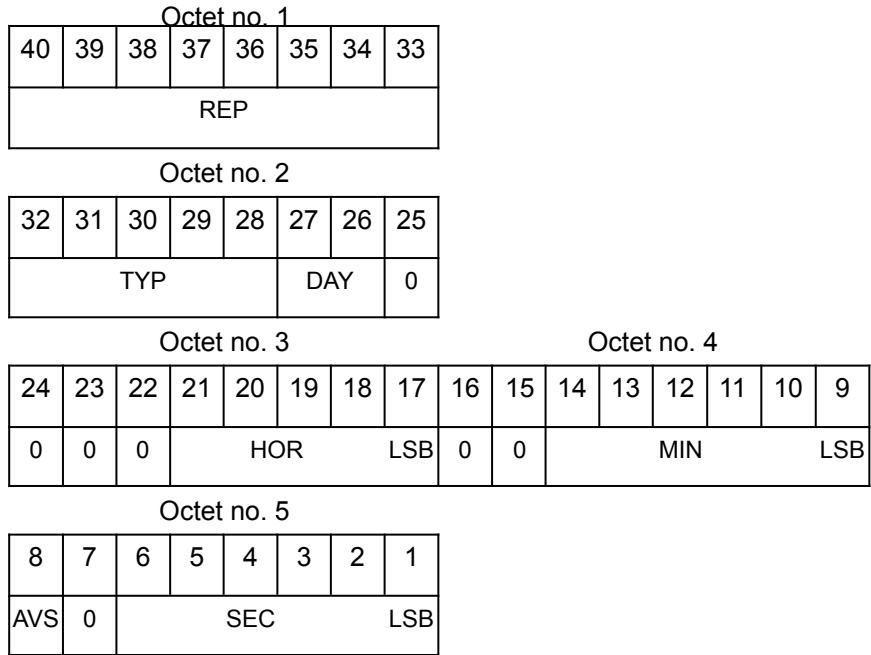 Octet no. 1
40 39 38 37 36 35 34 33
REP
Octet no. 2
32 31 30 29 28 27 26 25
TYP DAY 0
Octet no. 3 Octet no. 4
24 23 22 21 20 19 18 17 16 15 14 13 12 11 10 9
0 0 0 HOR LSB 0 0 MIN LSB
Octet no. 5
8 7 6 5 4 3 2 1
AVS 0 SEC LSB